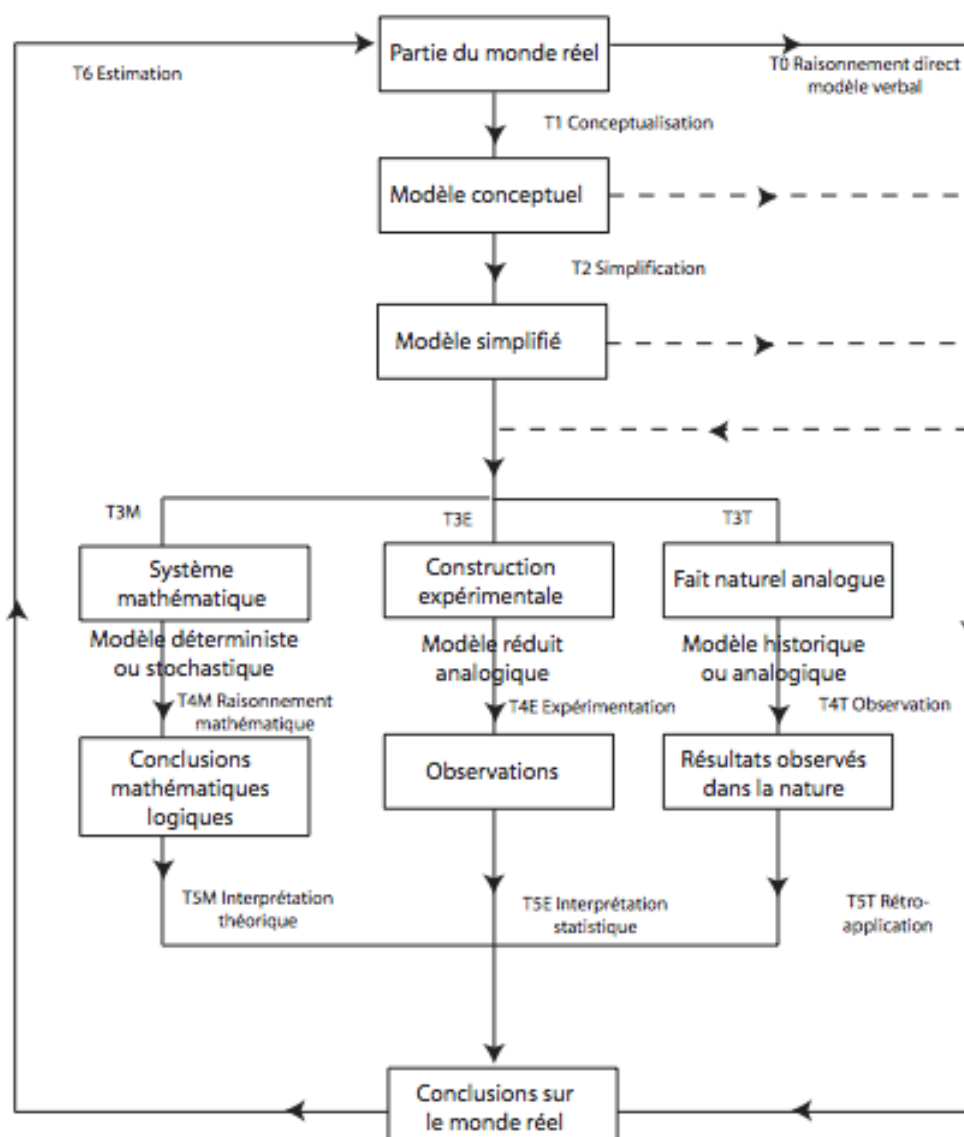 Partie du monde réel
T6 Estimation
T0 Raisonnement direct
modèle verbal
T1 Conceptualisation
Modèle conceptuel
T2 Simplification
Modèle simplifié
T3M
T3E
T3T
Système
mathématique
Construction
expérimentale
Fait naturel analogue
Modèle déterministe
ou stochastique
Modèle réduit
analogique
Modèle historique
ou analogique
T4M Raisonnement
mathématique
T4E Expérimentation
T4T Observation
Conclusions
mathématiques
logiques
Observations
Résultats observés
dans la nature
T5M Interprétation
théorique
T5E Interprétation
statistique
T5T Rétro-
application
Conclusions sur
le monde réel